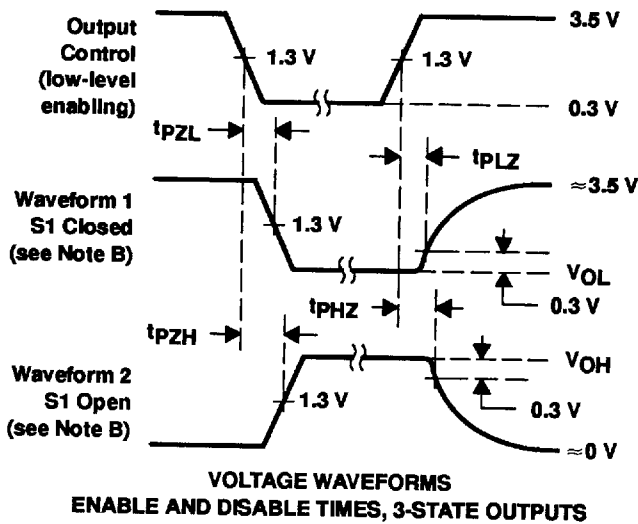 Output
Control
(low-level
enabling)
1.3 V
1.3 V
3.5 V
0.3 V
tPZL
tPLZ
Waveform 1
S1 Closed
(see Note B)
1.3 V
≈3.5 V
VOL
0.3 V
tPHZ
tPZH
Waveform 2
S1 Open
(see Note B)
1.3 V
VOH
0.3 V
≈0 V
VOLTAGE WAVEFORMS
ENABLE AND DISABLE TIMES, 3-STATE OUTPUTS